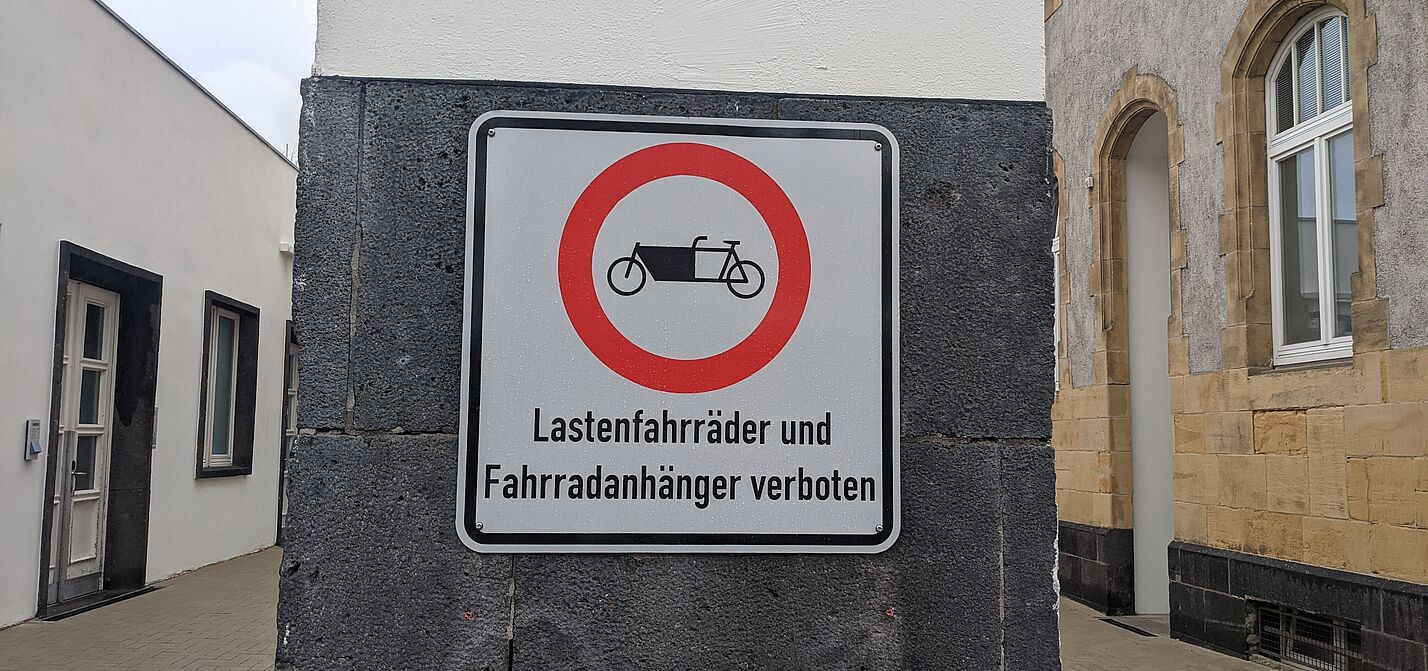 Lastenfahrräder und
Fahrradanhänger verboten